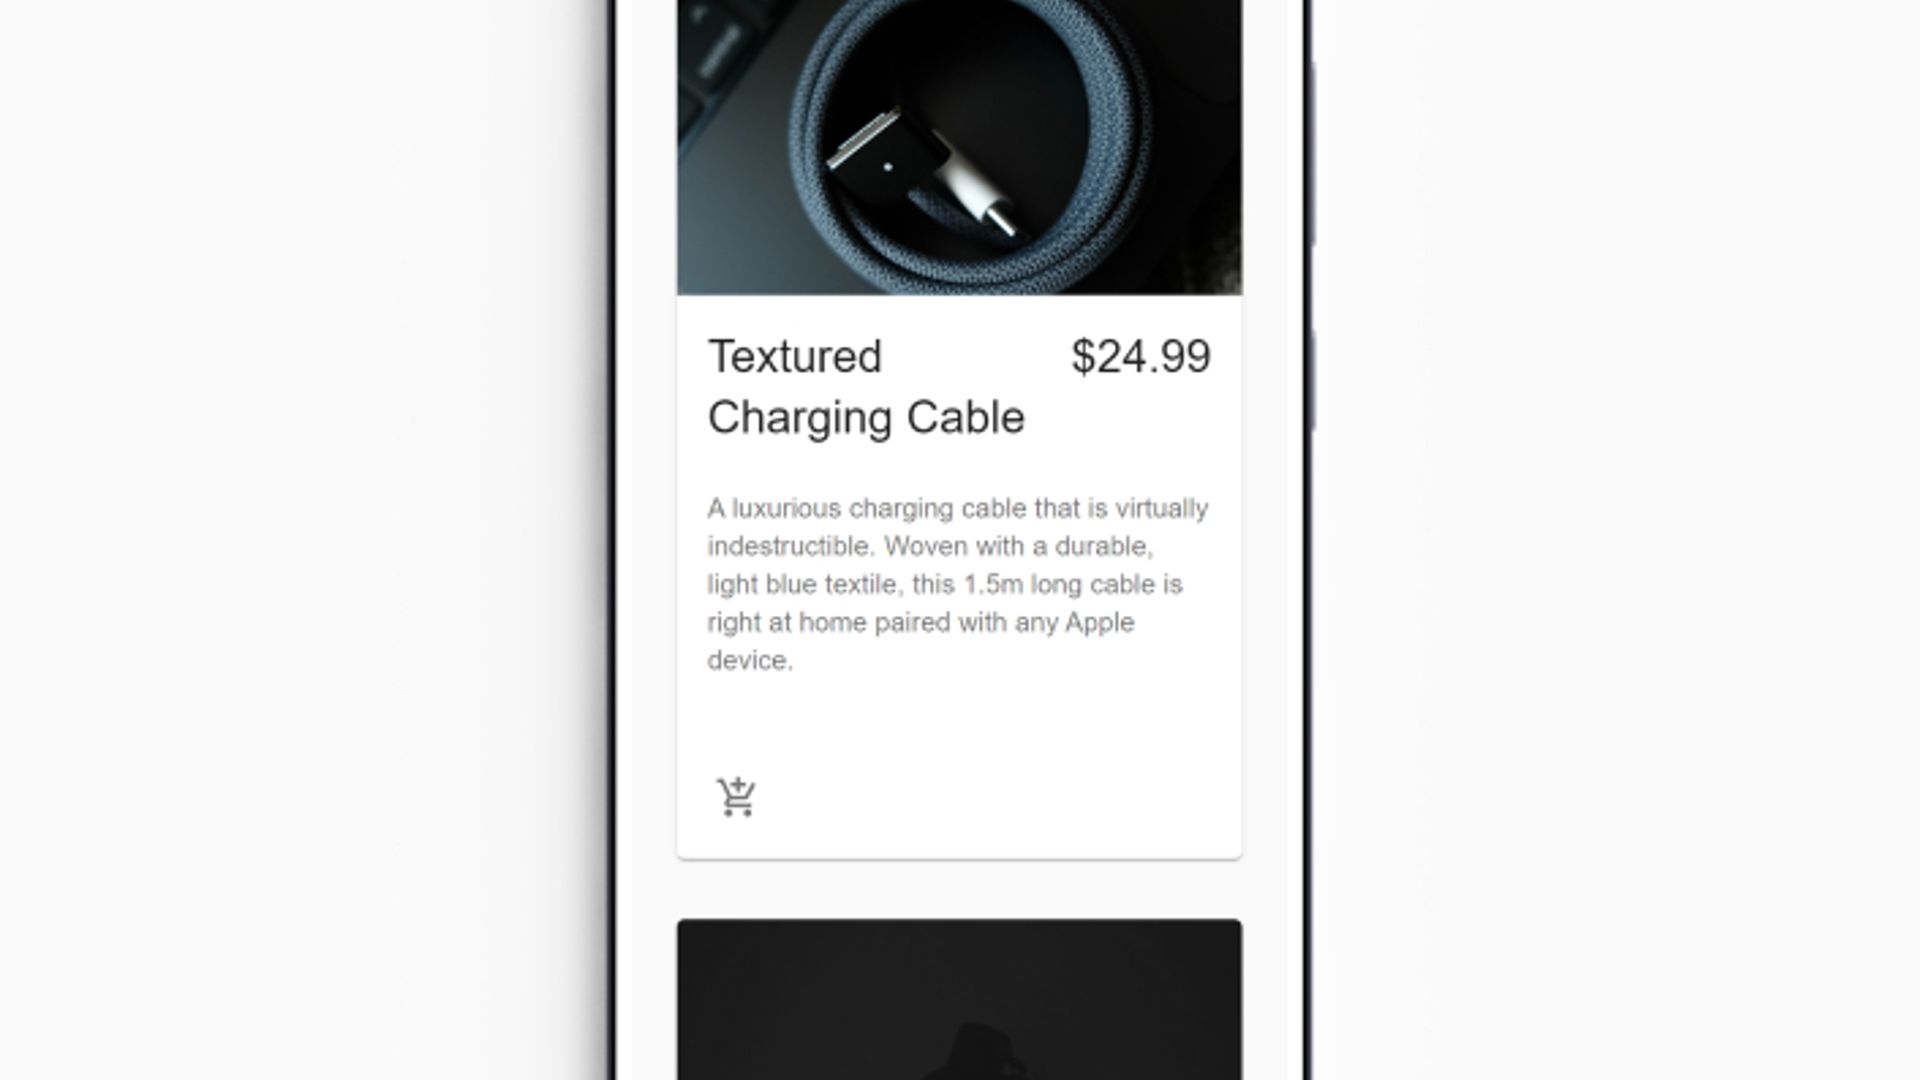 Textured
Charging Cable
$24.99
A luxurious charging cable that is virtually
indestructible. Woven with a durable,
light blue textile, this 1.5m long cable is
right at home paired with any Apple
device.